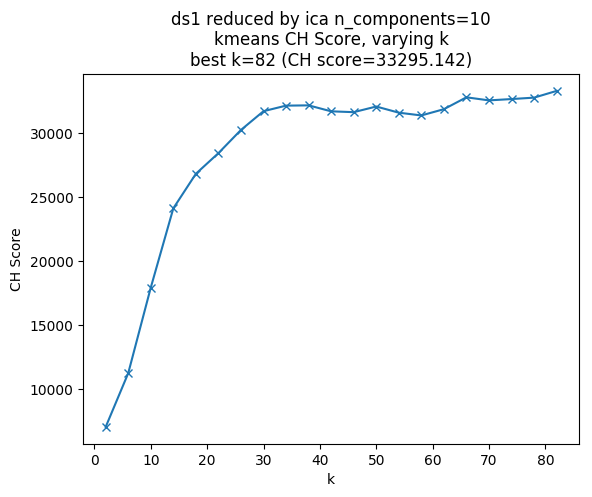 ds1 reduced by ica n_components=10
kmeans CH Score, varying k
best k=82 (CH score=33295.142)
30000
25000
20000
15000
10000
CH Score
0 10 20 30 40 50 60 70 80
k